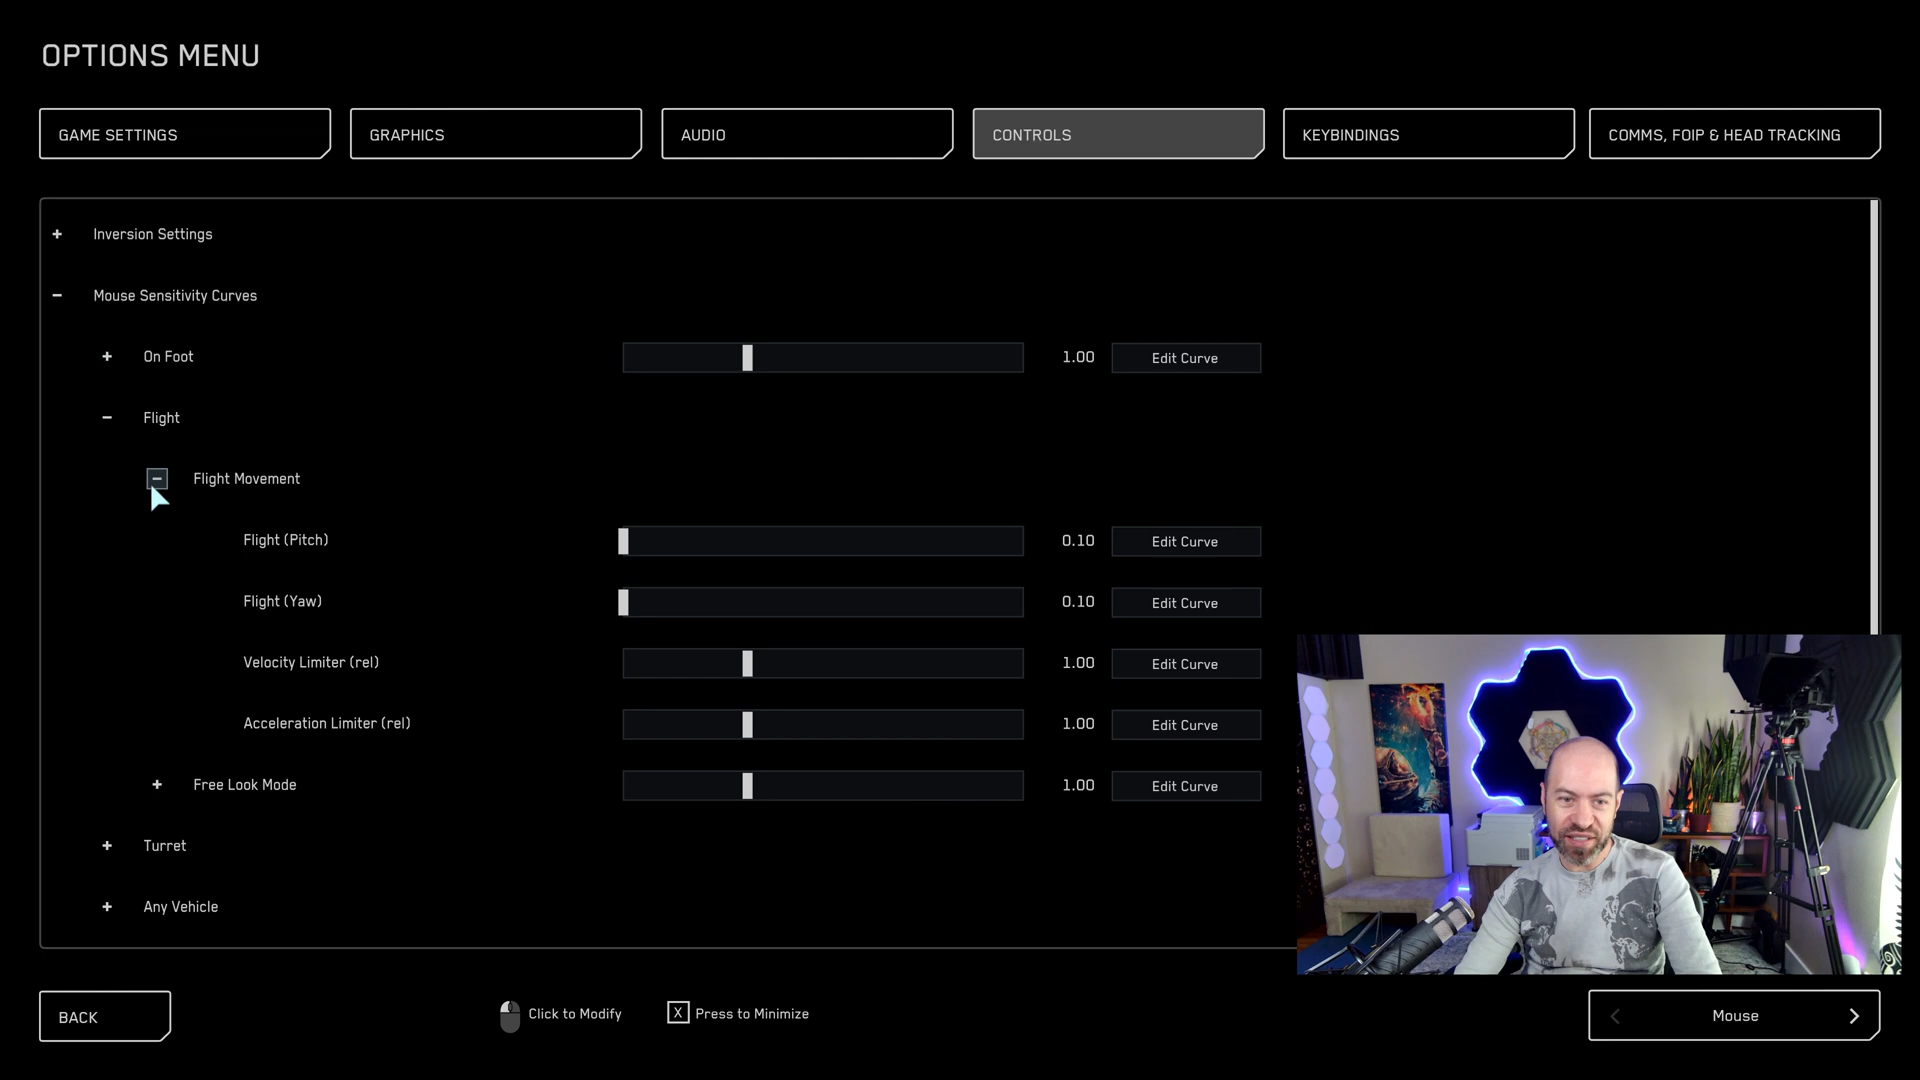 OPTIONS MENU
GAME SETTINGS
GRAPHICS
AUDIO
CONTROLS
KEYBINDINGS
COMMS, FOIP & HEAD TRACKING
+ Inversion Settings
- Mouse Sensitivity Curves
+ On Foot 1.00 Edit Curve
- Flight
- Flight Movement
Flight (Pitch) 0.10 Edit Curve
Flight (Yaw) 0.10 Edit Curve
Velocity Limiter (rel) 1.00 Edit Curve
Acceleration Limiter (rel) 1.00 Edit Curve
+ Free Look Mode 1.00 Edit Curve
+ Turret
+ Any Vehicle
BACK
Click to Modify
X Press to Minimize
< Mouse >